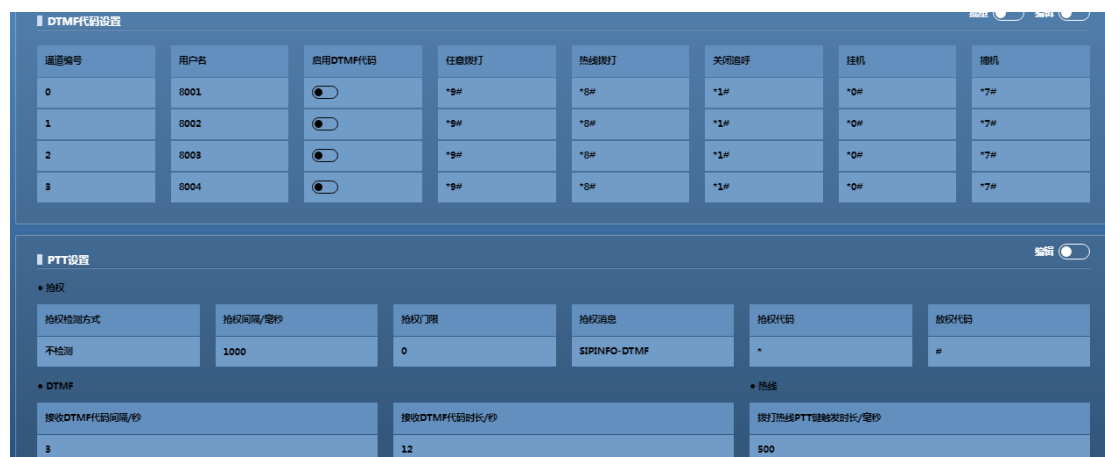 DTMF代码设置 编辑
通道编号 用户名 启用DTMF代码 任意拨打 热线拨打 关闭追呼 挂机 摘机
0 8001 *9# *8# *1# *0# *7#
1 8002 *9# *8# *1# *0# *7#
2 8003 *9# *8# *1# *0# *7#
3 8004 *9# *8# *1# *0# *7#
PTT设置 编辑
● 抢权
抢权检测方式 抢权间隔/毫秒 抢权门限 抢权消息 抢权代码 放权代码
不检测 1000 0 SIPINFO-DTMF * #
● DTMF ● 热线
接收DTMF代码间隔/秒 接收DTMF代码时长/秒 拨打热线PTT键触发时长/毫秒
3 12 500